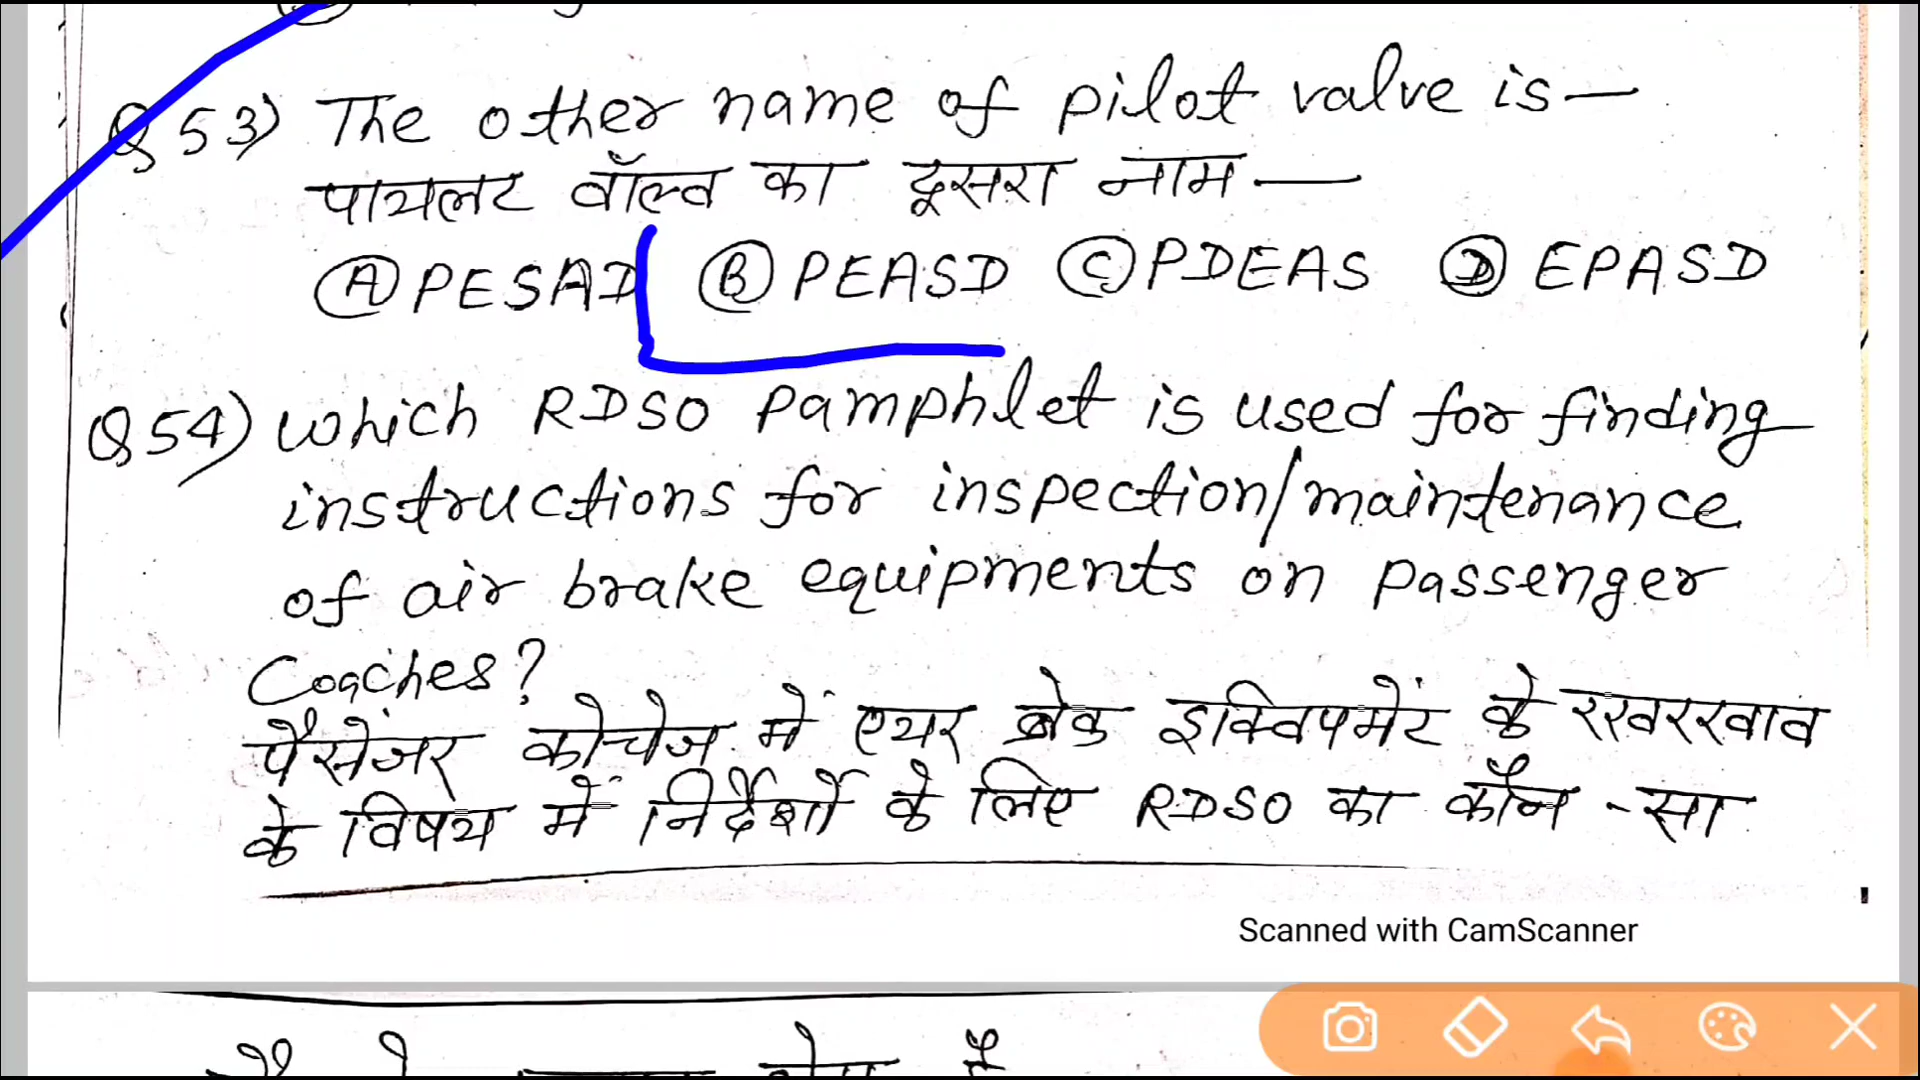 Q53) The other name of pilot valve is —
पायलट वॉल्व का दूसरा नाम —
Ⓐ PESAD Ⓑ PEASD Ⓒ PDEAS Ⓓ EPASD
Q54) Which RDSO Pamphlet is used for finding
instructions for inspection/maintenance
of air brake equipments on passenger
Coaches?
पैसेंजर कोचेज में एयर ब्रेक इक्विपमेंट के रखरखाव
के विषय में निर्देशों के लिए RDSO का कौन-सा
Scanned with CamScanner